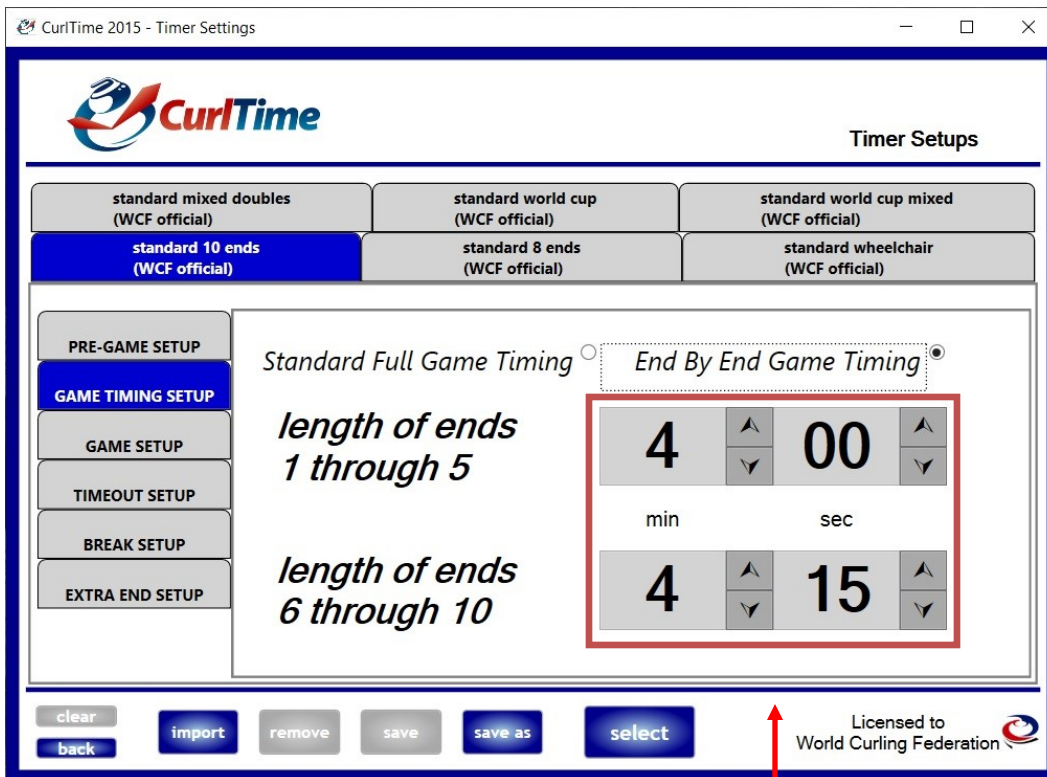 CurlTime 2015 - Timer Settings
CurlTime
Timer Setups
standard mixed doubles
(WCF official)
standard world cup
(WCF official)
standard world cup mixed
(WCF official)
standard 10 ends
(WCF official)
standard 8 ends
(WCF official)
standard wheelchair
(WCF official)
PRE-GAME SETUP
GAME TIMING SETUP
GAME SETUP
TIMEOUT SETUP
BREAK SETUP
EXTRA END SETUP
Standard Full Game Timing
End By End Game Timing
length of ends
1 through 5
4 00
min sec
length of ends
6 through 10
4 15
clear
back
import
remove
save
save as
select
Licensed to
World Curling Federation